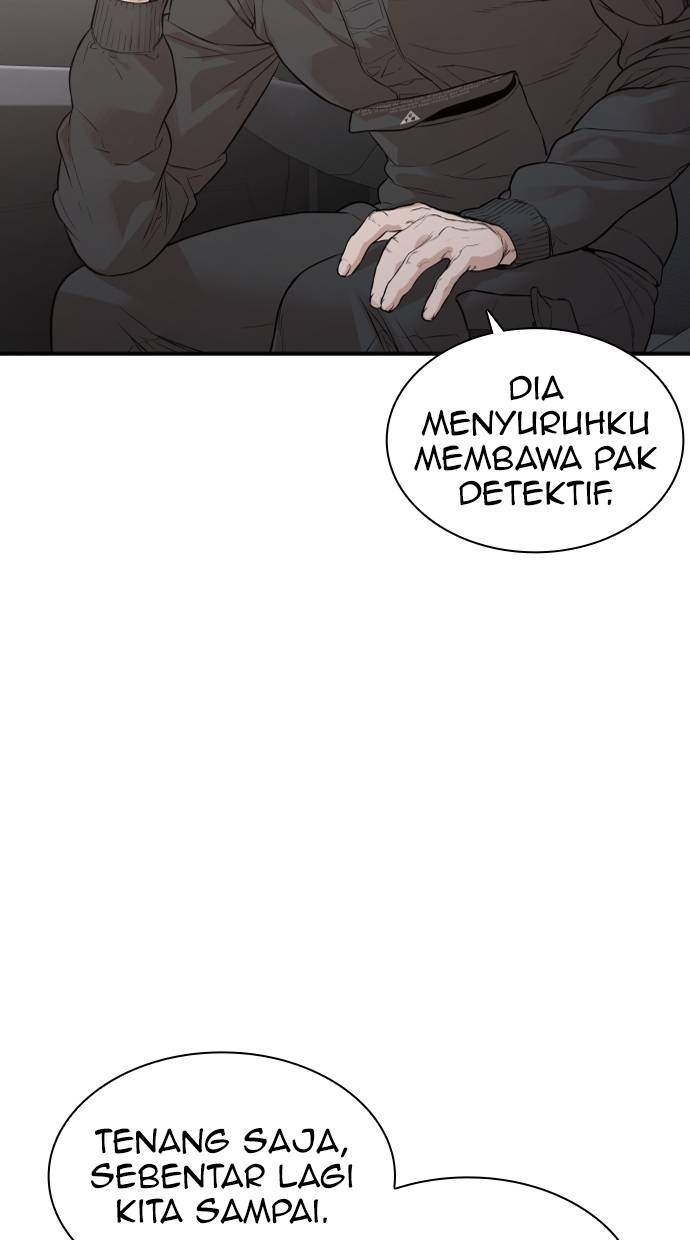 DIA
MENYURUHKU
MEMBAWA PAK
DETEKTIF.
TENANG SAJA,
SEBENTAR LAGI
KITA SAMPAI.